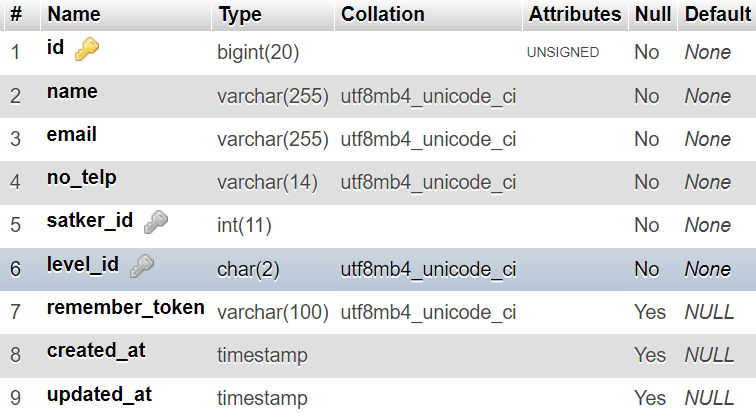 # Name Type Collation Attributes Null Default
1 id bigint(20) UNSIGNED No None
2 name varchar(255) utf8mb4_unicode_ci No None
3 email varchar(255) utf8mb4_unicode_ci No None
4 no_telp varchar(14) utf8mb4_unicode_ci No None
5 satker_id int(11) No None
6 level_id char(2) utf8mb4_unicode_ci No None
7 remember_token varchar(100) utf8mb4_unicode_ci Yes NULL
8 created_at timestamp Yes NULL
9 updated_at timestamp Yes NULL